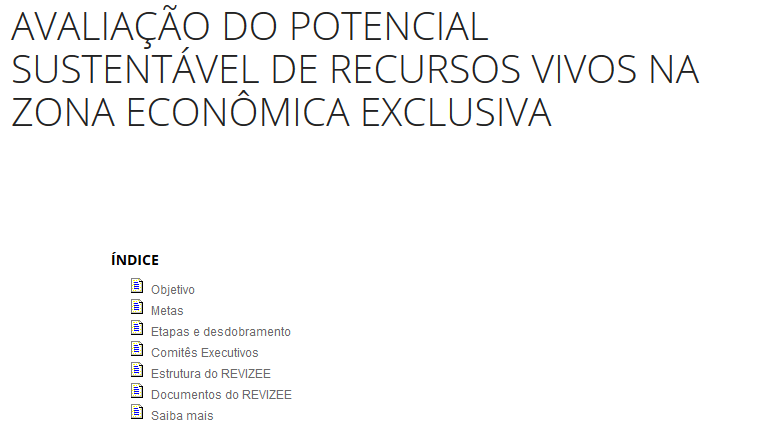 AVALIAÇÃO DO POTENCIAL
SUSTENTÁVEL DE RECURSOS VIVOS NA
ZONA ECONÔMICA EXCLUSIVA
ÍNDICE
Objetivo
Metas
Etapas e desdobramento
Comitês Executivos
Estrutura do REVIZEE
Documentos do REVIZEE
Saiba mais